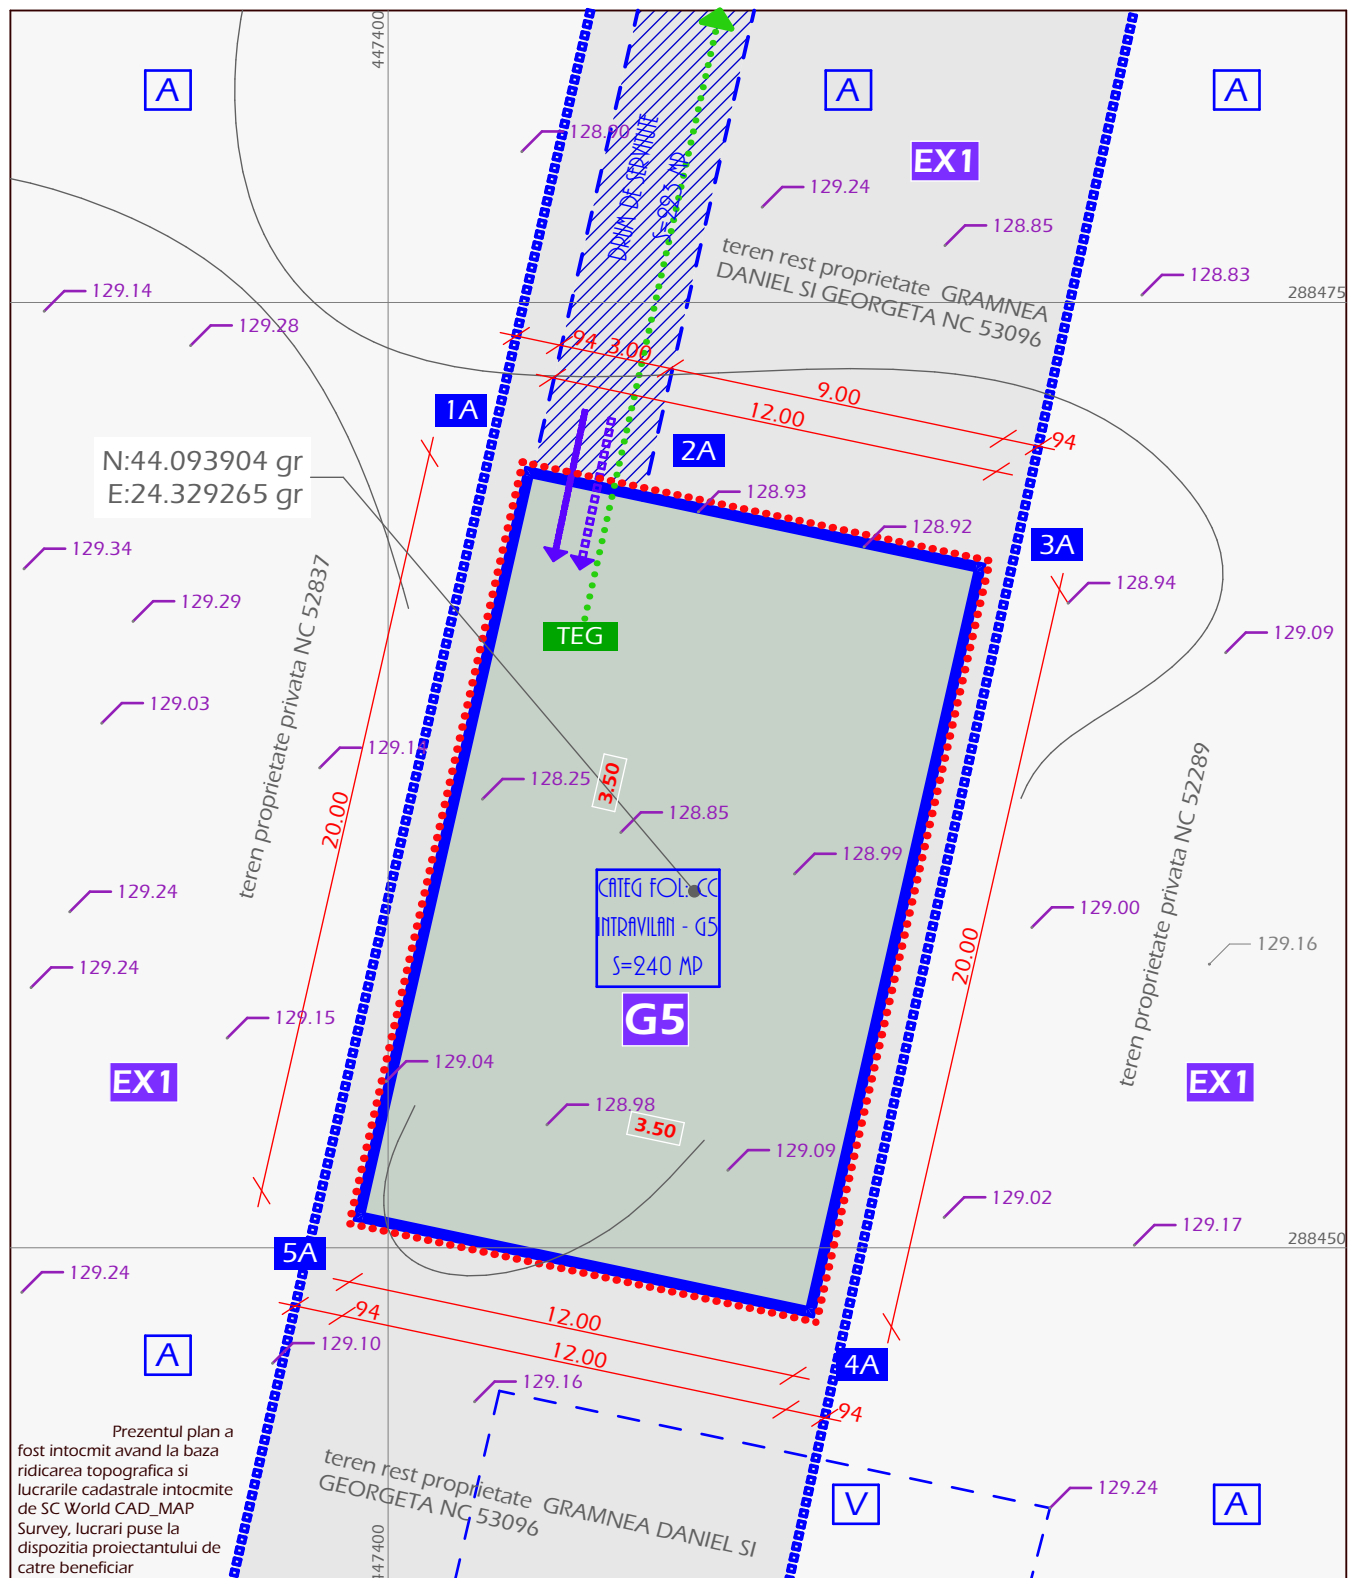 447400
A
A
A
128.90
DRUM DE SERVITUTE
S=223 MP
EX1
129.24
128.85
teren rest proprietate GRAMNEA
DANIEL SI GEORGETA NC 53096
128.83
288475
129.14
129.28
94
3.00
9.00
12.00
94
1A
2A
3A
N:44.093904 gr
E:24.329265 gr
128.93
128.92
129.34
129.29
128.94
129.09
TEG
teren proprietate privata NC 52837
129.03
20.00
128.25
3.50
128.85
128.99
teren proprietate privata NC 52289
129.24
CATEG FOL: CC
INTRAVILAN - G5
S=240 MP
129.00
129.16
20.00
129.24
129.15
G5
EX1
129.04
EX1
128.98
3.50
129.09
129.02
129.17
288450
5A
129.24
94
12.00
12.00
129.10
A
4A
129.16
94
Prezentul plan a
fost intocmit avand la baza
ridicarea topografica si
lucrarile cadastrale intocmite
de SC World CAD_MAP
Survey, lucrari puse la
dispozitia proiectantului de
catre beneficiar
teren rest proprietate GRAMNEA DANIEL SI
GEORGETA NC 53096
V
129.24
A
447400